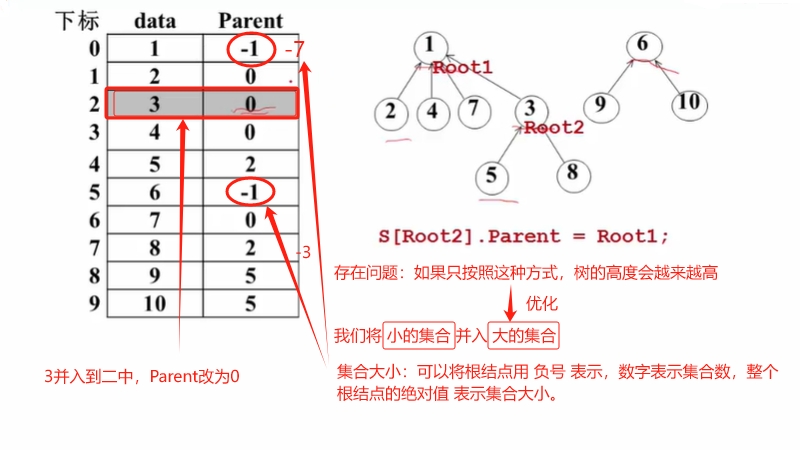 下标 data Parent
0 1 -1 -7
1 2 0
2 3 0
3 4 0
4 5 2
5 6 -1
6 7 0
7 8 2 -3
8 9 5
9 10 5
1 6
Root1
2 4 7 3 9 10
Root2
5 8
S[Root2].Parent = Root1;
存在问题：如果只按照这种方式，树的高度会越来越高
优化
我们将 小的集合 并入 大的集合
集合大小：可以将根结点用 负号 表示，数字表示集合数，整个
根结点的绝对值 表示集合大小。
3并入到二中，Parent改为0